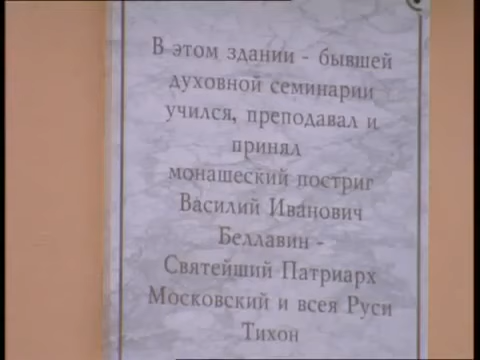 В этом здании - бывшей
духовной семинарии
учился, преподавал и
принял
монашеский постриг
Василий Иванович
Беллавин -
Святейший Патриарх
Московский и всея Руси
Тихон